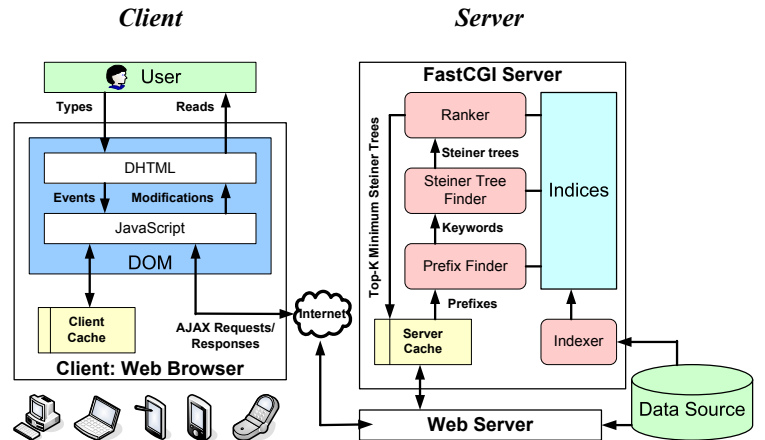 Client
User
Types
Reads
DHTML
Events
Modifications
JavaScript
DOM
Client
Cache
AJAX Requests/
Responses
Client: Web Browser
Internet
Server
FastCGI Server
Top-K Minimum Steiner Trees
Ranker
Steiner trees
Steiner Tree
Finder
Keywords
Prefix Finder
Prefixes
Indices
Server
Cache
Indexer
Web Server
Data Source